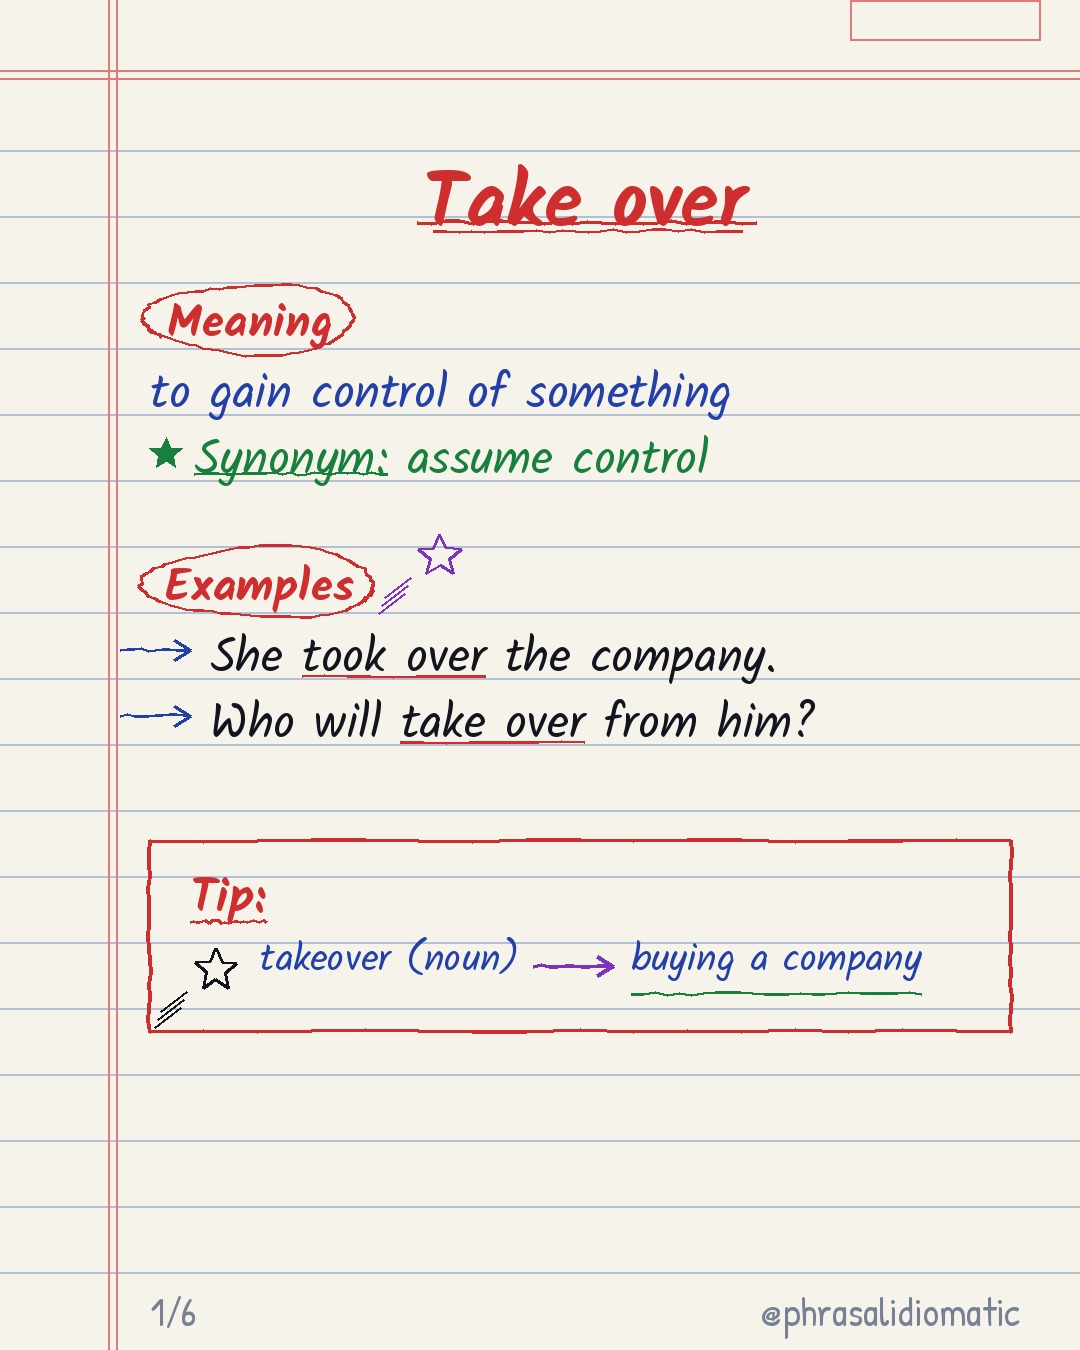 Take over
Meaning
to gain control of something
Synonym: assume control
Examples
She took over the company.
Who will take over from him?
Tip:
takeover (noun) → buying a company
1/6
@phrasalidiomatic